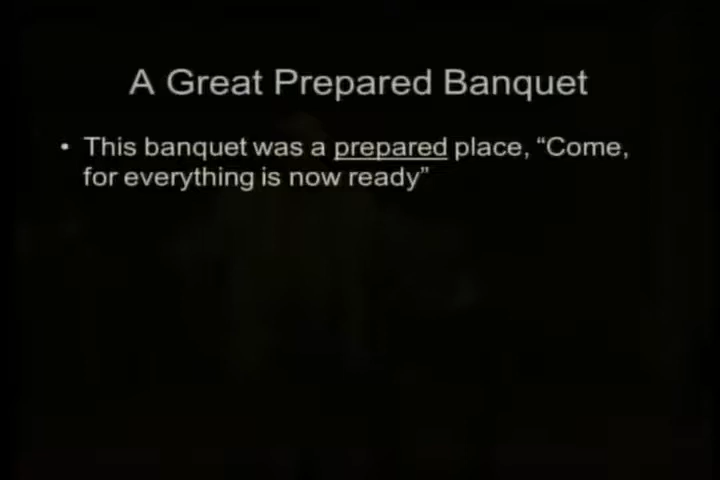 A Great Prepared Banquet
• This banquet was a prepared place, “Come,
for everything is now ready”